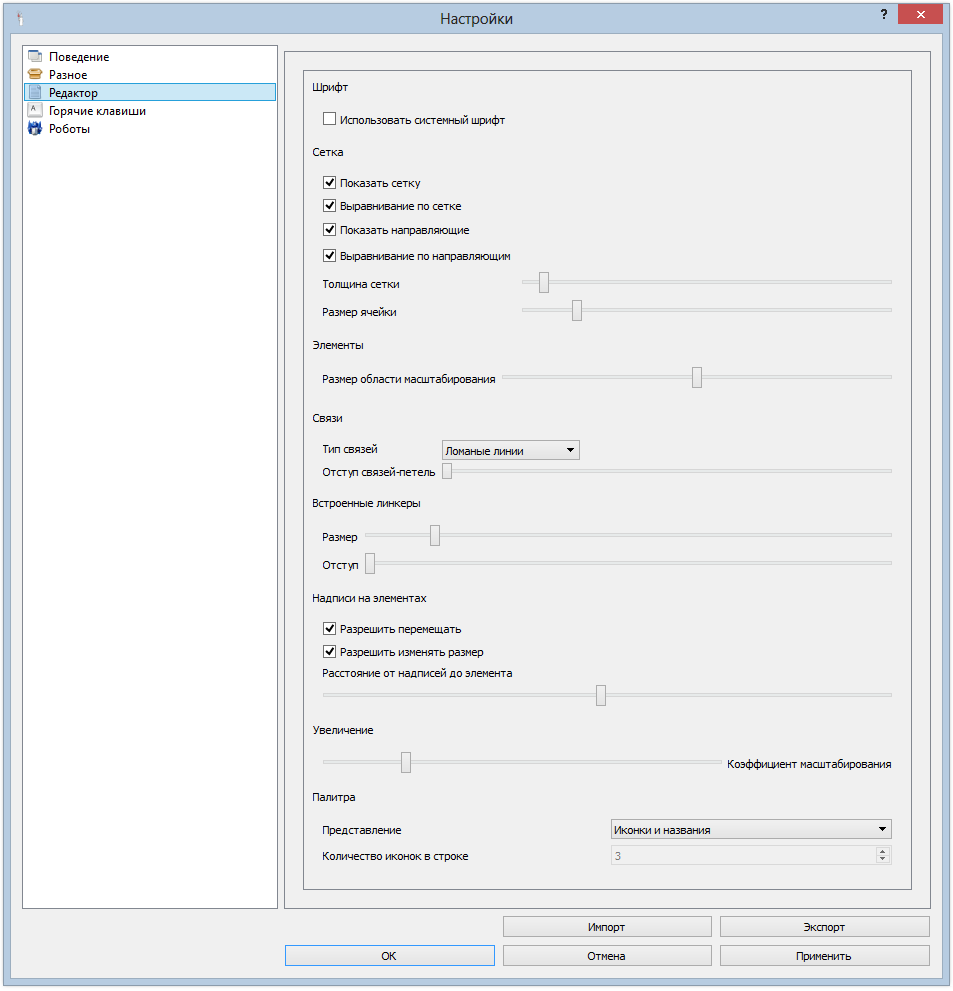 Настройки
?
Поведение
Разное
Редактор
Горячие клавиши
Роботы
Шрифт
Использовать системный шрифт
Сетка
Показать сетку
Выравнивание по сетке
Показать направляющие
Выравнивание по направляющим
Толщина сетки
Размер ячейки
Элементы
Размер области масштабирования
Связи
Тип связей
Ломаные линии
Отступ связей-петель
Встроенные линкеры
Размер
Отступ
Надписи на элементах
Разрешить перемещать
Разрешить изменять размер
Расстояние от надписей до элемента
Увеличение
Коэффициент масштабирования
Палитра
Представление
Иконки и названия
Количество иконок в строке
3
Импорт
Экспорт
ОК
Отмена
Применить